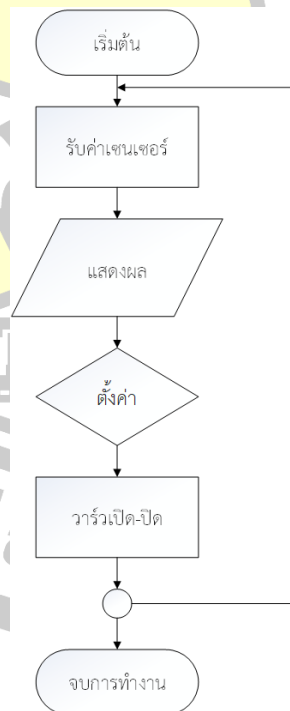 เริ่มต้น
รับค่าเซนเซอร์
แสดงผล
ตั้งค่า
วาร์วเปิด-ปิด
จบการทำงาน